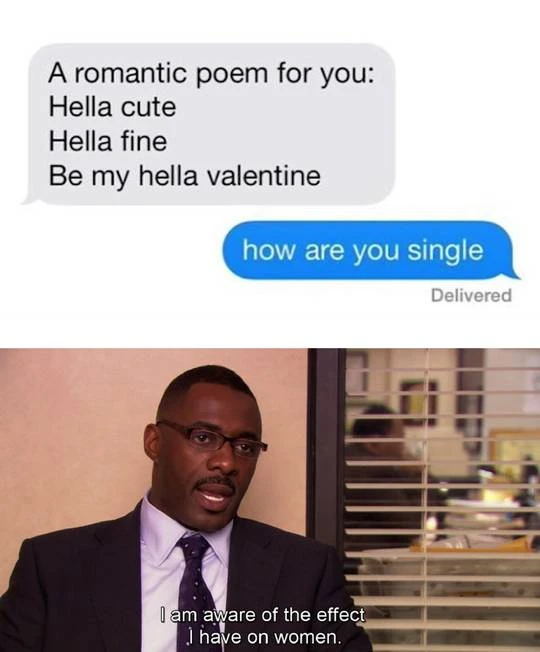 A romantic poem for you:
Hella cute
Hella fine
Be my hella valentine
how are you single
Delivered
I am aware of the effect
I have on women.